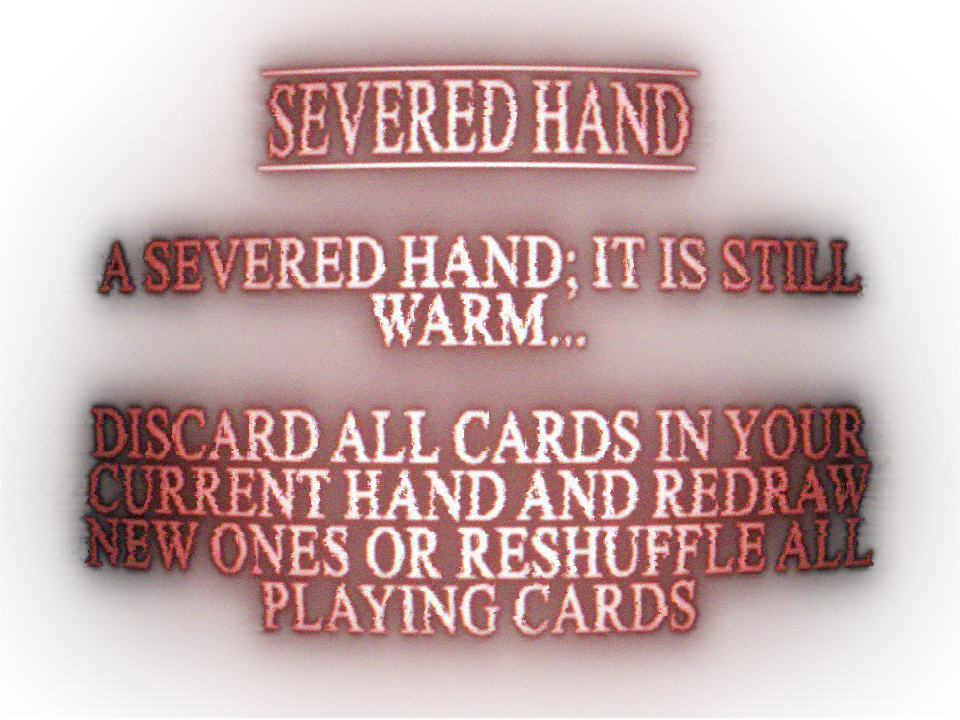 SEVERED HAND
A SEVERED HAND; IT IS STILL
WARM...
DISCARD ALL CARDS IN YOUR
CURRENT HAND AND REDRAW
NEW ONES OR RESHUFFLE ALL
PLAYING CARDS